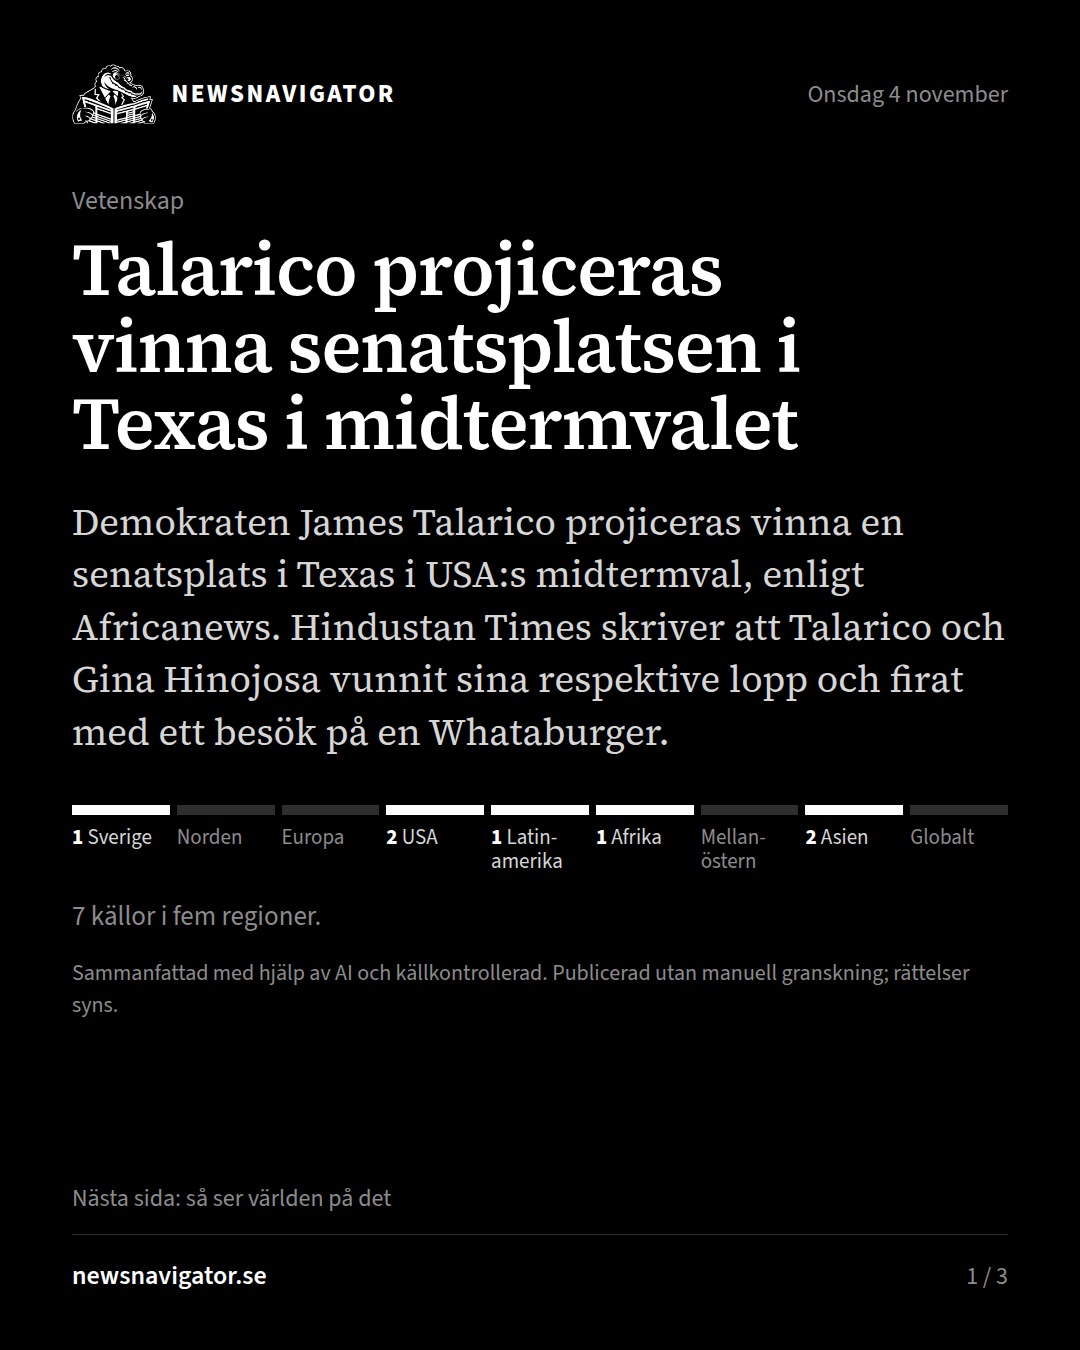 NEWSNAVIGATOR
Onsdag 4 november
Vetenskap
Talarico projiceras
vinna senatsplatsen i
Texas i midtermvalet
Demokraten James Talarico projiceras vinna en
senatsplats i Texas i USA:s midtermval, enligt
Africanews. Hindustan Times skriver att Talarico och
Gina Hinojosa vunnit sina respektive lopp och firat
med ett besök på en Whataburger.
1 Sverige
Norden
Europa
2 USA
1 Latin-
amerika
1 Afrika
Mellan-
östern
2 Asien
Globalt
7 källor i fem regioner.
Sammanfattad med hjälp av AI och källkontrollerad. Publicerad utan manuell granskning; rättelser
syns.
Nästa sida: så ser världen på det
newsnavigator.se
1 / 3